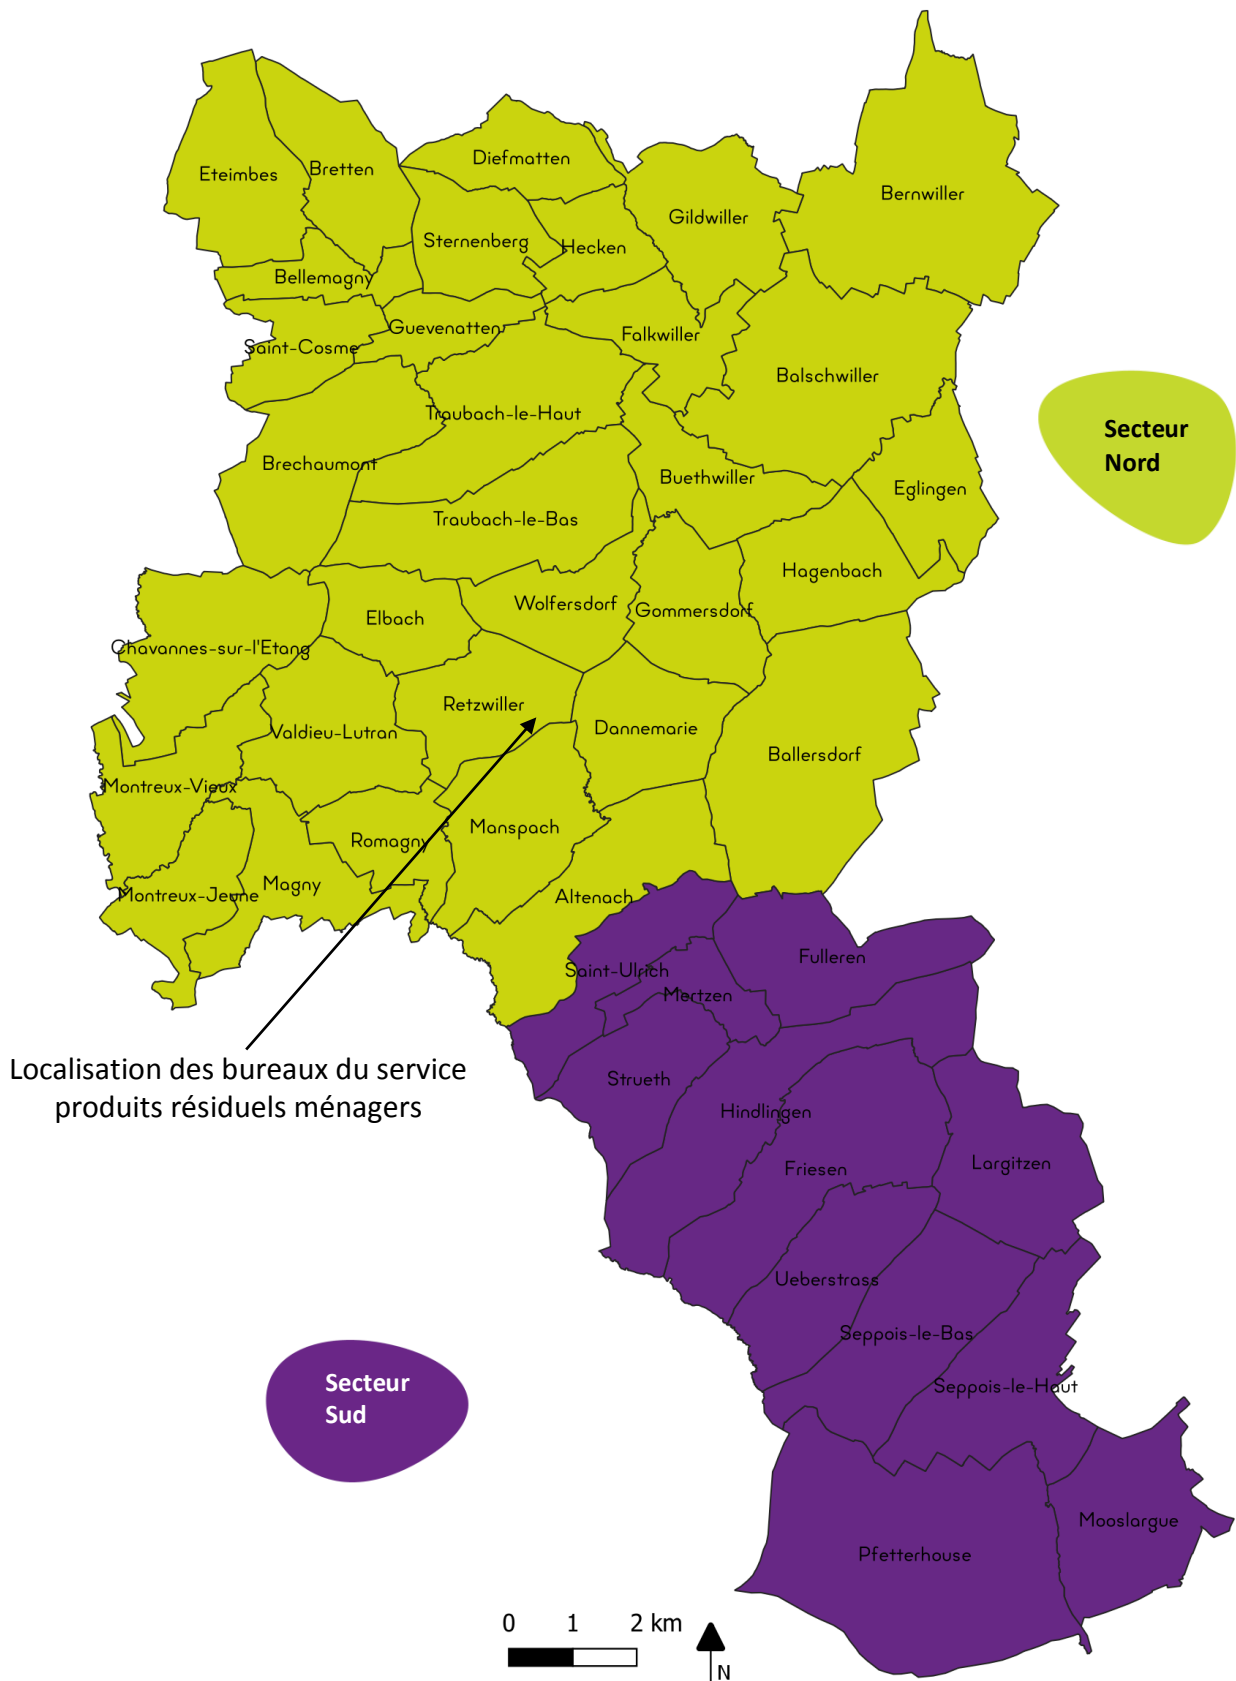 Eteimbes
Bretten
Diefmatten
Gildwiller
Bernwiller
Sternenberg
Hecken
Bellemagny
Guevenatten
Falkwiller
Saint-Cosme
Balschwiller
Traubach-le-Haut
Secteur
Nord
Brechaumont
Buethwiller
Eglingen
Traubach-le-Bas
Hagenbach
Wolfersdorf
Gommersdorf
Elbach
Chavannes-sur-l'Etang
Retzwiller
Dannemarie
Valdieu-Lutran
Ballersdorf
Montreux-Vieux
Manspach
Romagny
Magny
Montreux-Jeune
Altenach
Fulleren
Saint-Ulrich
Mertzen
Localisation des bureaux du service
produits résiduels ménagers
Strueth
Hindlingen
Friesen
Largitzen
Ueberstrass
Seppois-le-Bas
Seppois-le-Haut
Secteur
Sud
Mooslargue
Pfetterhouse
0 1 2 km
N